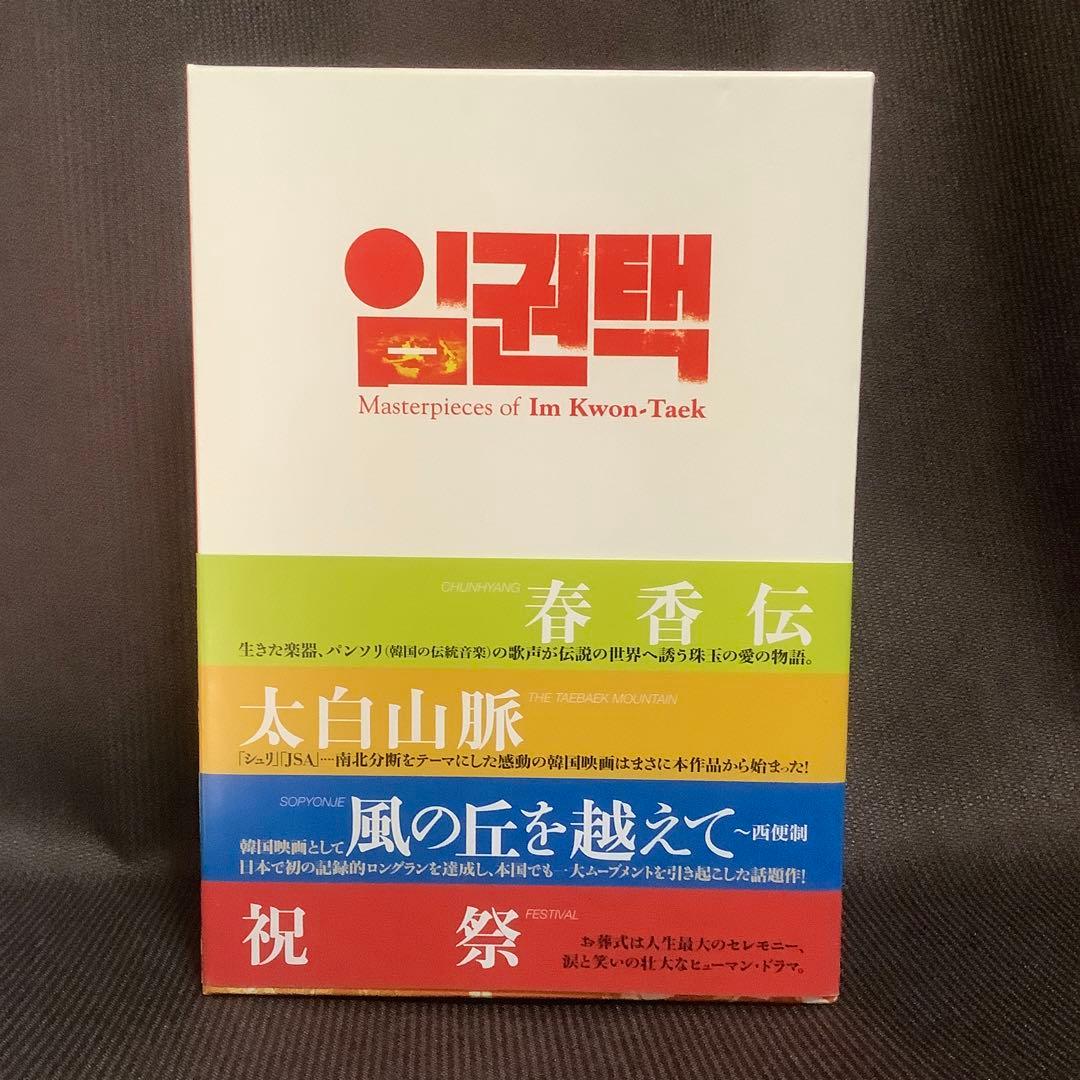 임권택
Masterpieces of Im Kwon-Taek
CHUNHYANG 春香伝
生きた楽器、パンソリ(韓国の伝統音楽)の歌声が伝説の世界へ誘う珠玉の愛の物語。
太白山脈 THE TAEBAEK MOUNTAIN
「シュリ」「JSA」‥‥南北分断をテーマにした感動の韓国映画はまさに本作品から始まった!
SOPYONJE 風の丘を越えて～西便制
韓国映画として
日本で初の記録的ロングランを達成し、本国でも一大ムーブメントを引き起こした話題作!
祝祭 FESTIVAL
お葬式は人生最大のセレモニー、
涙と笑いの壮大なヒューマン・ドラマ。